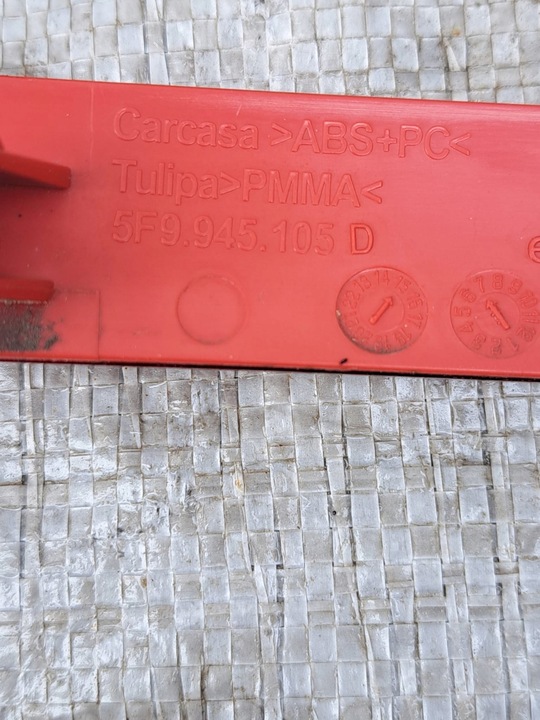 Carcasa >ABS+PC<
Tulipa>PMMA<
5F9.945.105 D
e